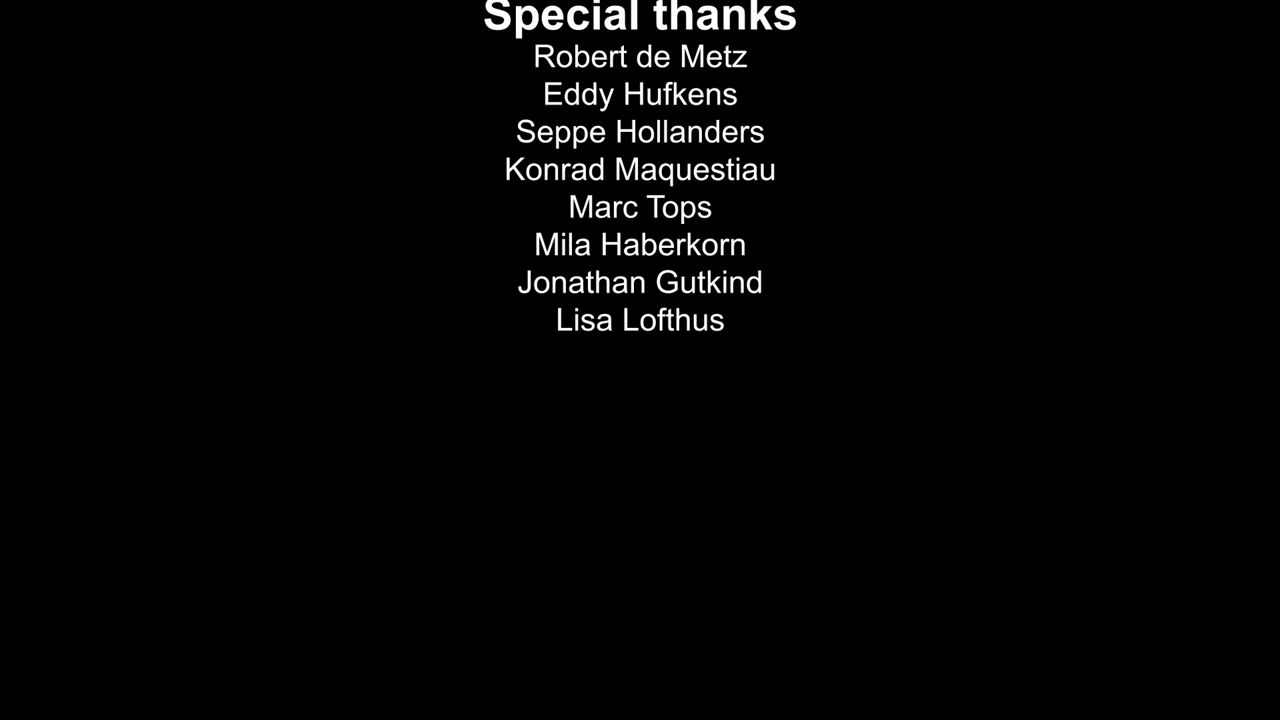 Special thanks
Robert de Metz
Eddy Hufkens
Seppe Hollanders
Konrad Maquestiau
Marc Tops
Mila Haberkorn
Jonathan Gutkind
Lisa Lofthus